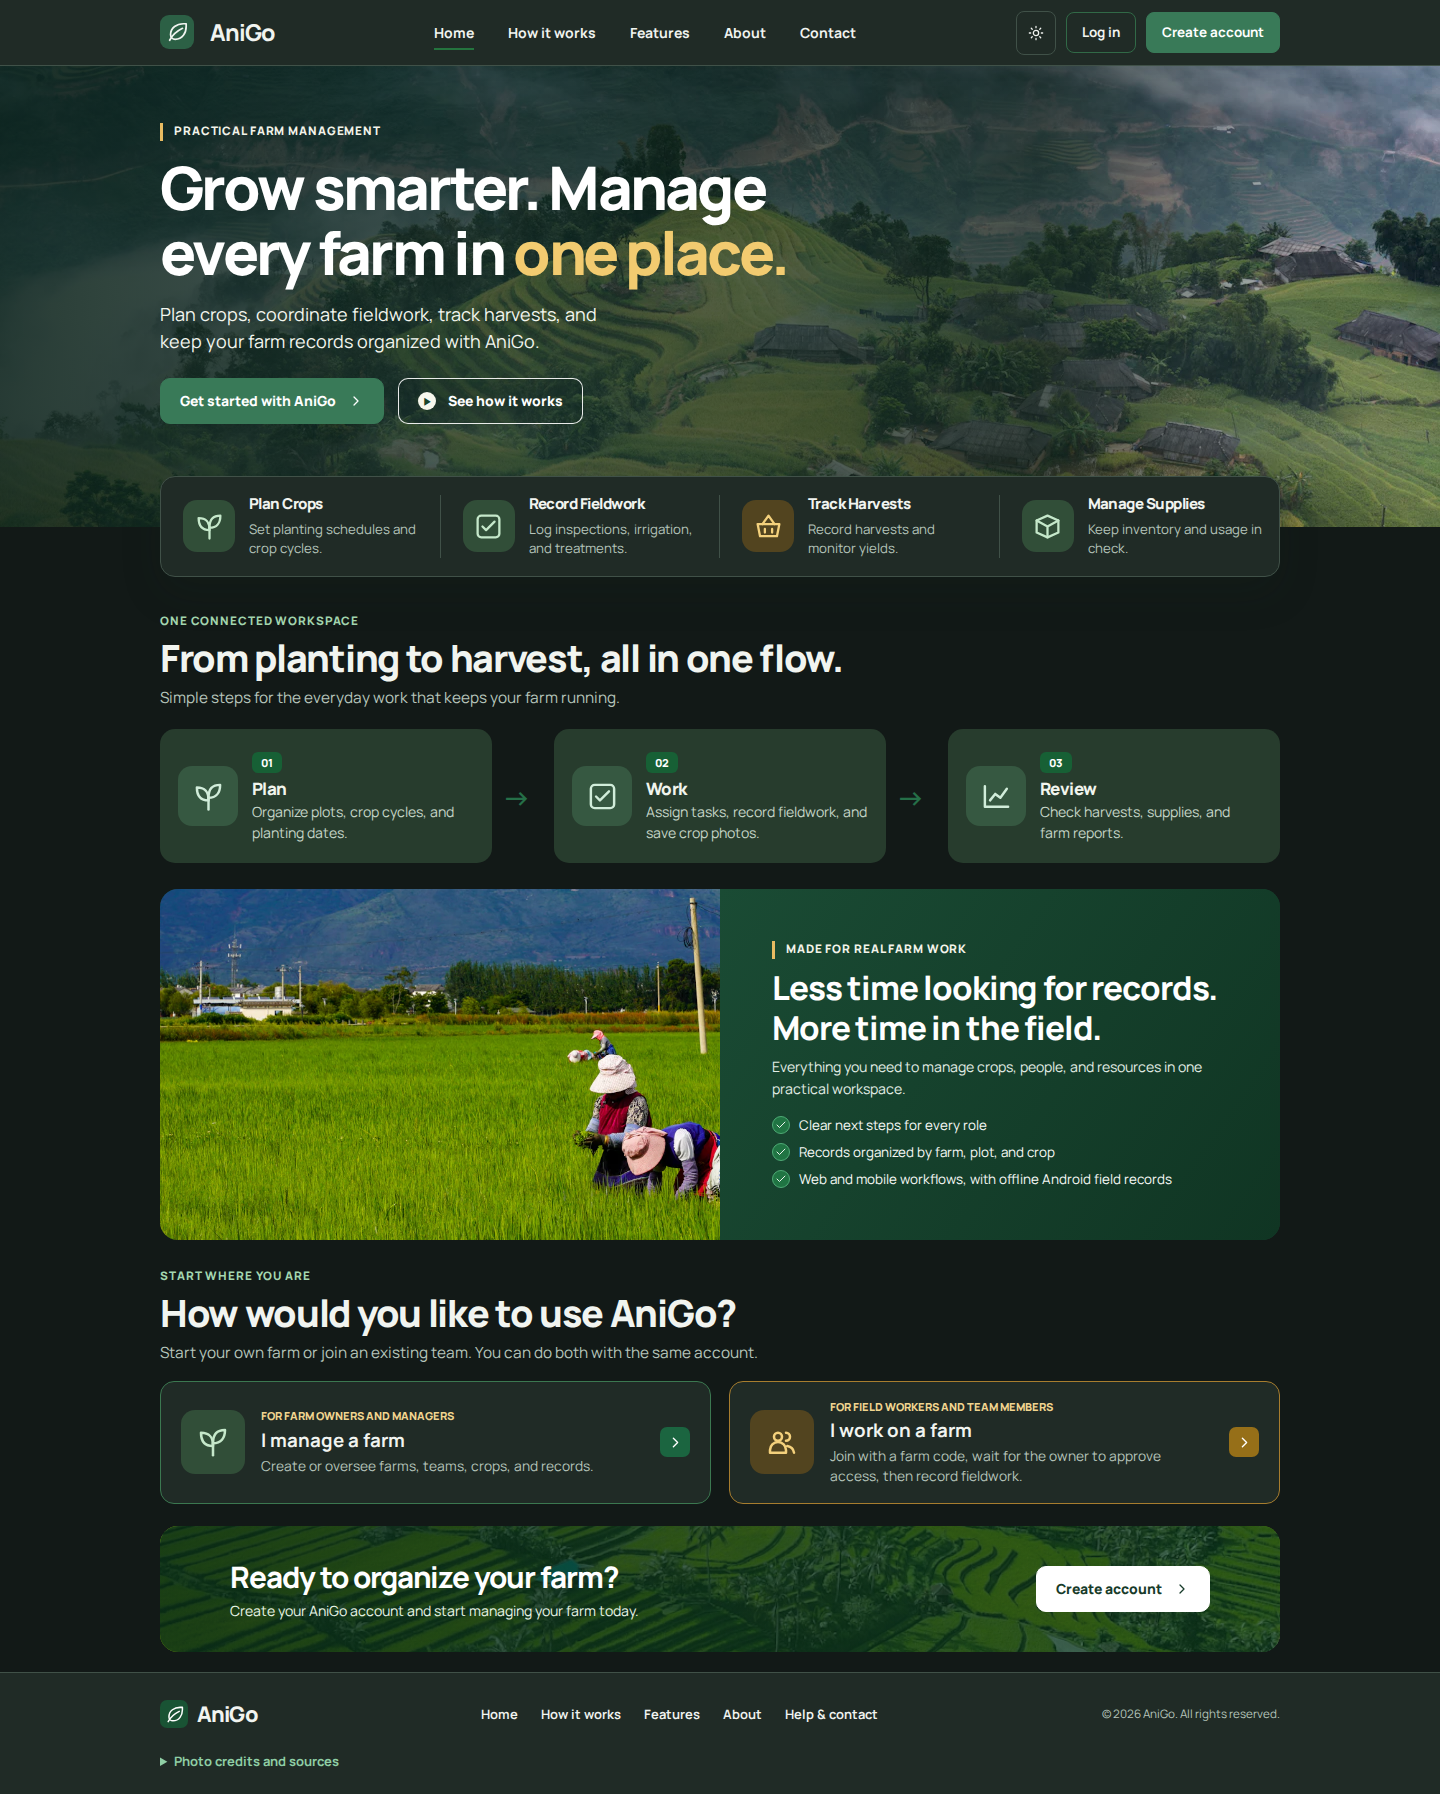 AniGo
Home
How it works
Features
About
Contact
Log in
Create account
PRACTICAL FARM MANAGEMENT
Grow smarter. Manage
every farm in one place.
Plan crops, coordinate fieldwork, track harvests, and
keep your farm records organized with AniGo.
Get started with AniGo
See how it works
Plan Crops
Set planting schedules and
crop cycles.
Record Fieldwork
Log inspections, irrigation,
and treatments.
Track Harvests
Record harvests and
monitor yields.
Manage Supplies
Keep inventory and usage in
check.
ONE CONNECTED WORKSPACE
From planting to harvest, all in one flow.
Simple steps for the everyday work that keeps your farm running.
01
Plan
Organize plots, crop cycles, and
planting dates.
02
Work
Assign tasks, record fieldwork, and
save crop photos.
03
Review
Check harvests, supplies, and
farm reports.
MADE FOR REAL FARM WORK
Less time looking for records.
More time in the field.
Everything you need to manage crops, people, and resources in one
practical workspace.
Clear next steps for every role
Records organized by farm, plot, and crop
Web and mobile workflows, with offline Android field records
START WHERE YOU ARE
How would you like to use AniGo?
Start your own farm or join an existing team. You can do both with the same account.
FOR FARM OWNERS AND MANAGERS
I manage a farm
Create or oversee farms, teams, crops, and records.
FOR FIELD WORKERS AND TEAM MEMBERS
I work on a farm
Join with a farm code, wait for the owner to approve
access, then record fieldwork.
Ready to organize your farm?
Create your AniGo account and start managing your farm today.
Create account
AniGo
Home
How it works
Features
About
Help & contact
© 2026 AniGo. All rights reserved.
Photo credits and sources